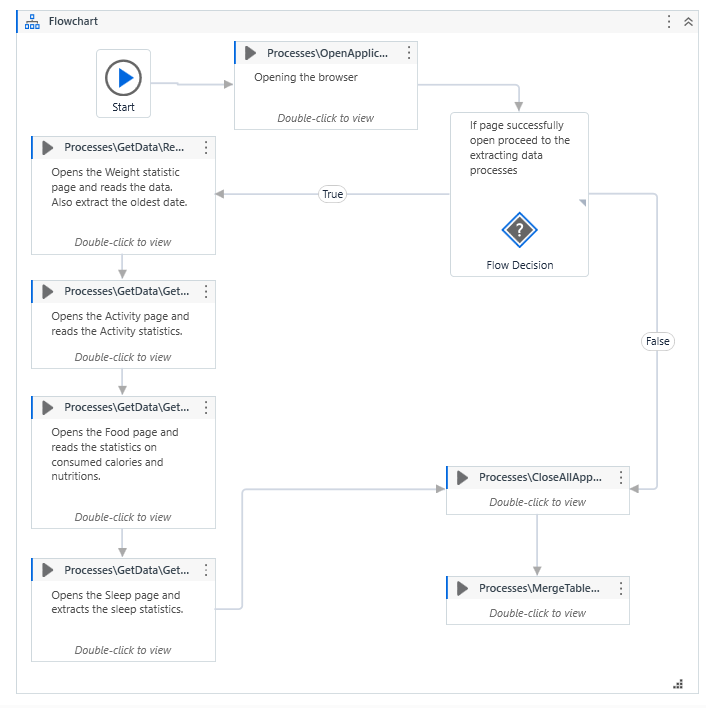 Flowchart
Start
Processes\OpenApplic...
Opening the browser
Double-click to view
If page successfully
open proceed to the
extracting data
processes
Flow Decision
True
False
Processes\GetData\Re...
Opens the Weight statistic
page and reads the data.
Also extract the oldest date.
Double-click to view
Processes\GetData\Get...
Opens the Activity page and
reads the Activity statistics.
Double-click to view
Processes\GetData\Get...
Opens the Food page and
reads the statistics on
consumed calories and
nutritions.
Double-click to view
Processes\GetData\Get...
Opens the Sleep page and
extracts the sleep statistics.
Double-click to view
Processes\CloseAllApp...
Double-click to view
Processes\MergeTable...
Double-click to view